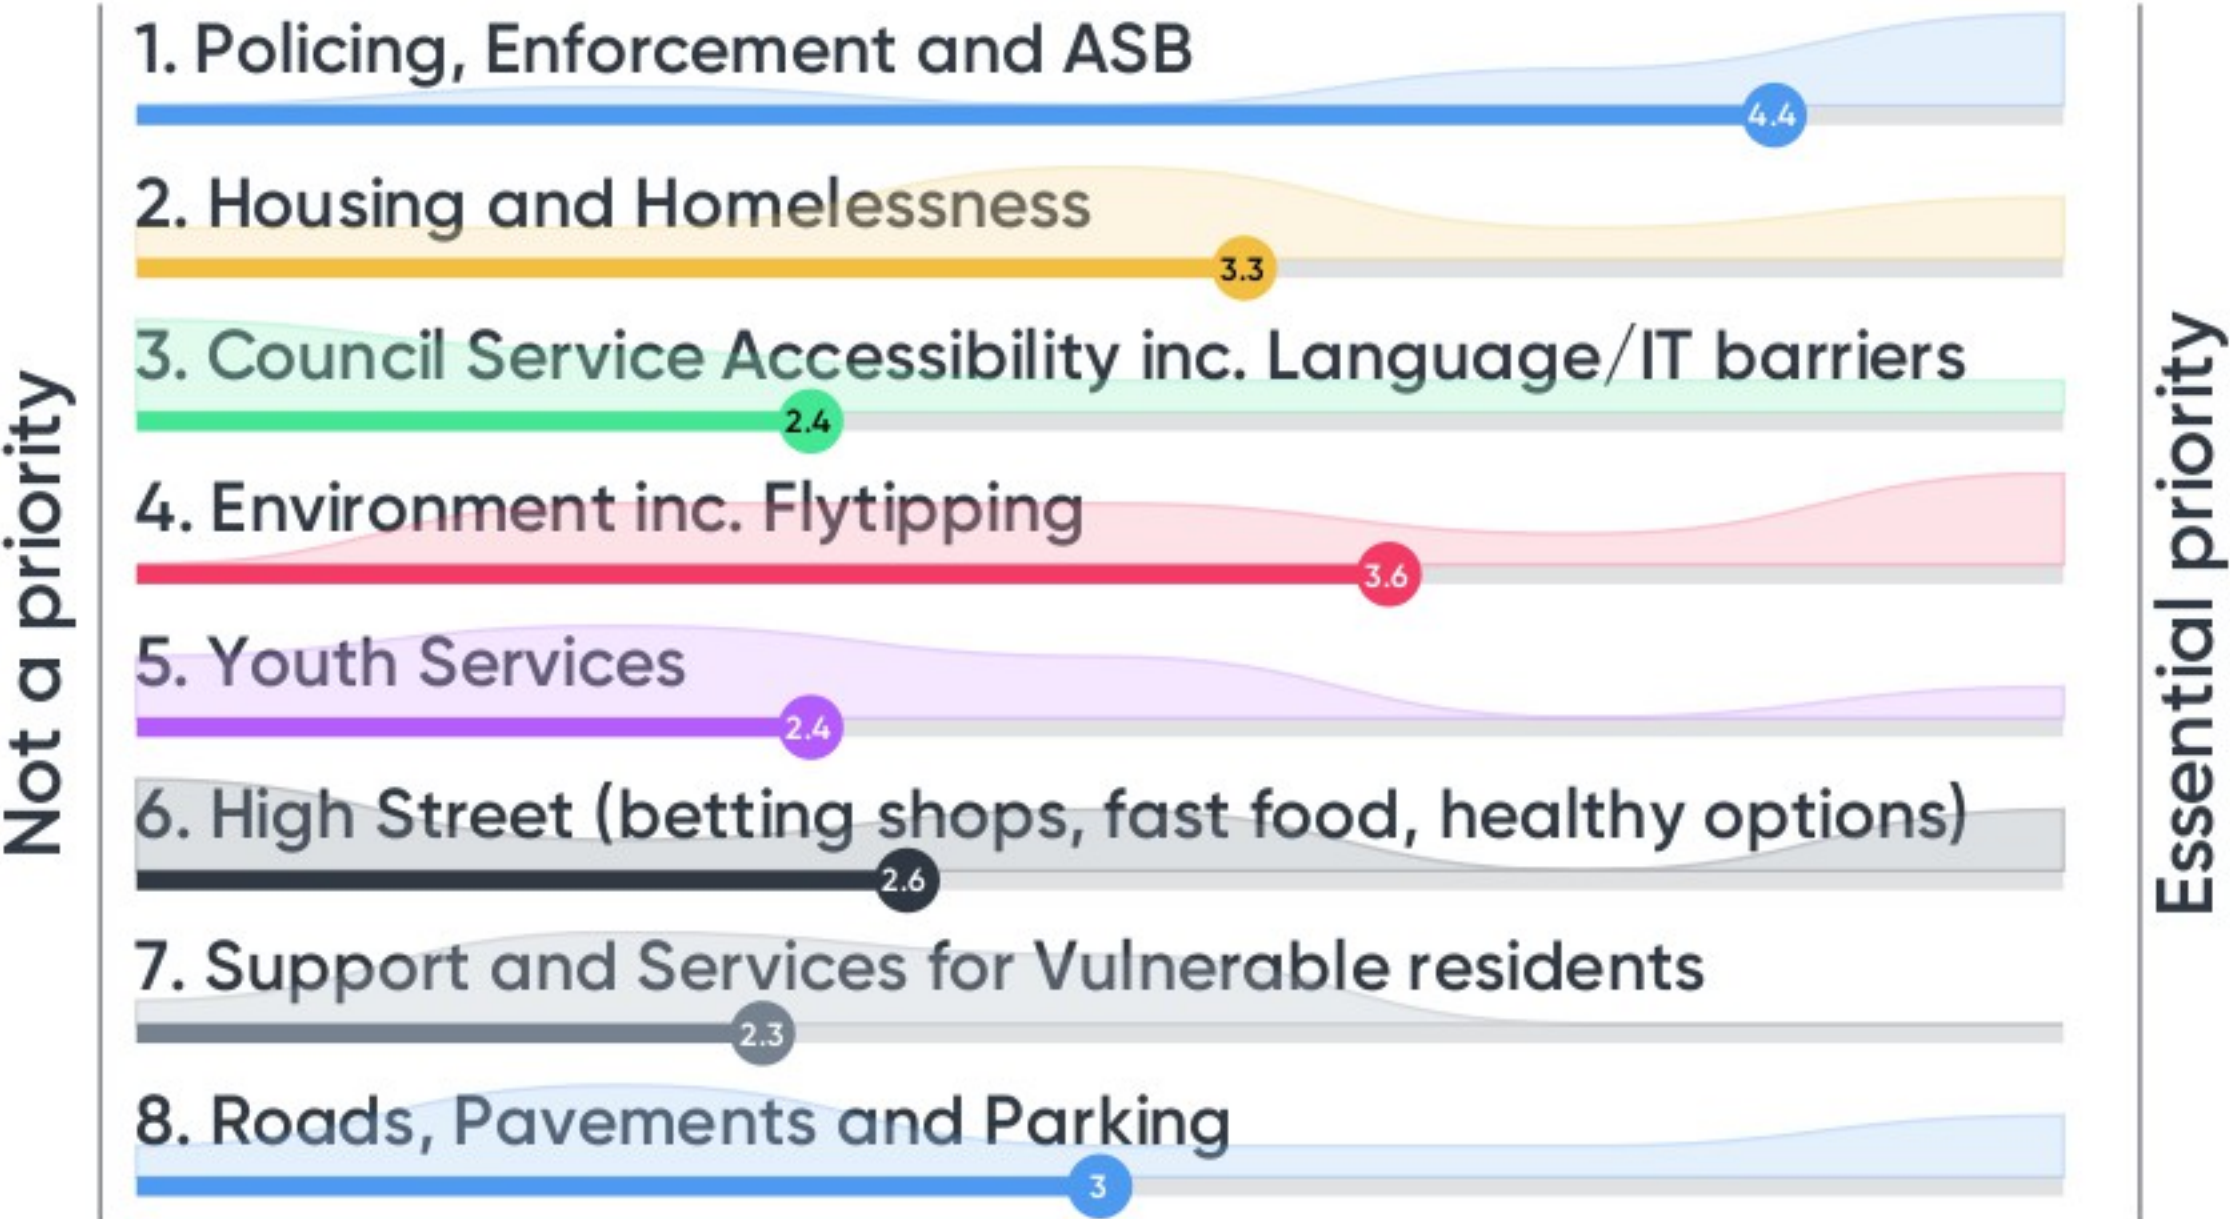 Not a priority
1. Policing, Enforcement and ASB
4.4
2. Housing and Homelessness
3.3
3. Council Service Accessibility inc. Language/IT barriers
2.4
4. Environment inc. Flytipping
3.6
5. Youth Services
2.4
6. High Street (betting shops, fast food, healthy options)
2.6
7. Support and Services for Vulnerable residents
2.3
8. Roads, Pavements and Parking
3
Essential priority